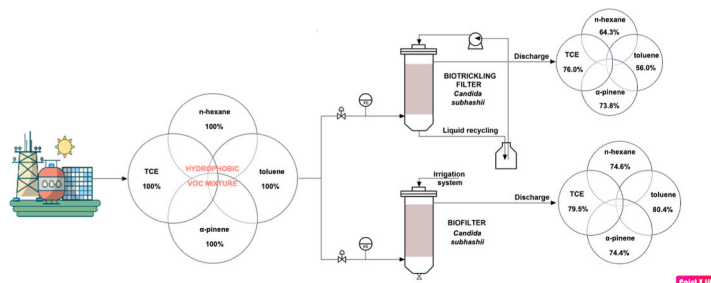 n-hexane
100%
TCE
100%
HYDROPHOBIC
VOC MIXTURE
toluene
100%
α-pinene
100%
BIOTRICKLING
FILTER
Candida
subhashii
Liquid recycling
Discharge
n-hexane
64.3%
TCE
76.0%
toluene
56.0%
α-pinene
73.8%
Irrigation
system
BIOFILTER
Candida
subhashii
Discharge
n-hexane
74.6%
TCE
79.5%
toluene
80.4%
α-pinene
74.4%